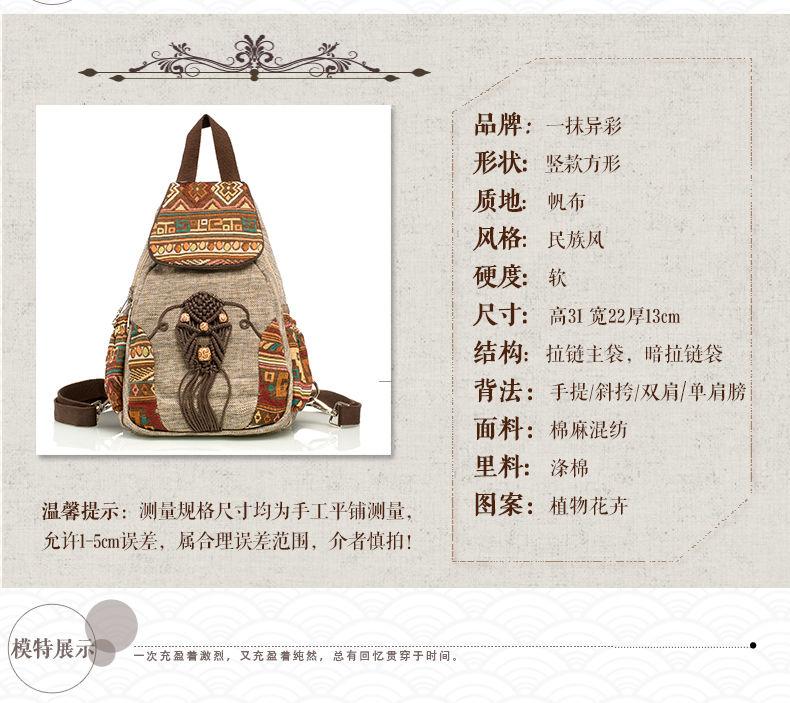 品牌：一抹异彩
形状：竖款方形
质地：帆布
风格：民族风
硬度：软
尺寸：高31 宽22厚13cm
结构：拉链主袋，暗拉链袋
背法：手提/斜挎/双肩/单肩膀
面料：棉麻混纺
里料：涤棉
图案：植物花卉
温馨提示：测量规格尺寸均为手工平铺测量，
允许1-5cm误差，属合理误差范围，介者慎拍！
模特展示
一次充盈着激烈，又充盈着纯然，总有回忆贯穿于时间。